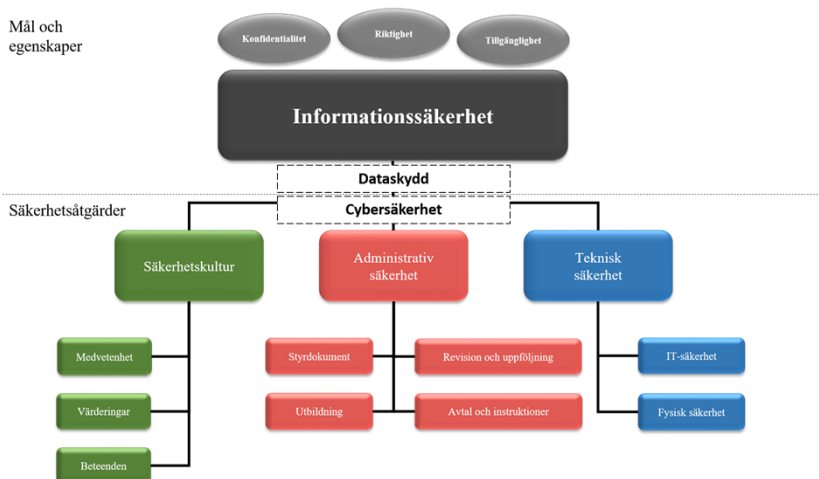 Mål och
egenskaper
Konfidentialitet
Riktighet
Tillgänglighet
Informationssäkerhet
Dataskydd
Säkerhetsåtgärder
Cybersäkerhet
Säkerhetskultur
Administrativ
säkerhet
Teknisk
säkerhet
Medvetenhet
Styrdokument
Revision och uppföljning
IT-säkerhet
Värderingar
Utbildning
Avtal och instruktioner
Fysisk säkerhet
Beteenden